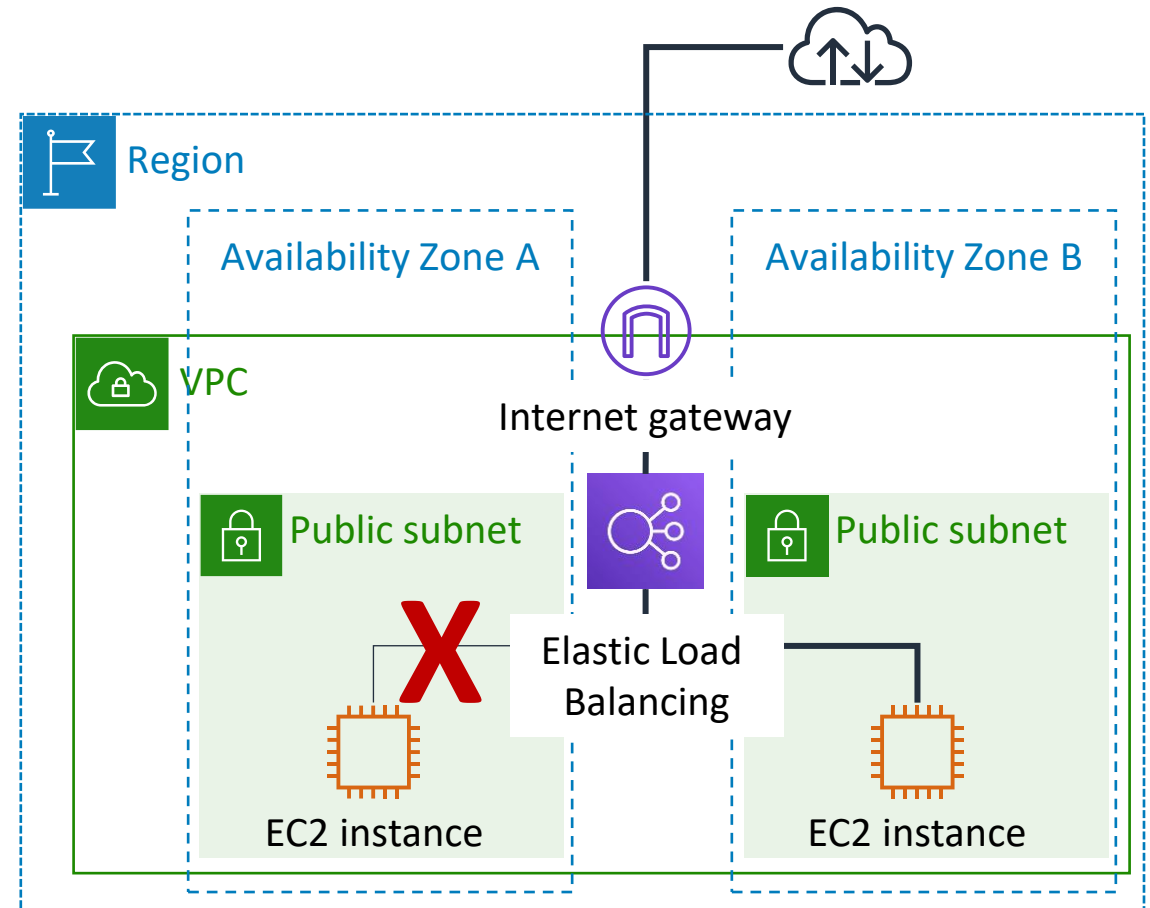 Region
Availability Zone A
Availability Zone B
VPC
Internet gateway
Public subnet
Public subnet
Elastic Load
Balancing
EC2 instance
EC2 instance